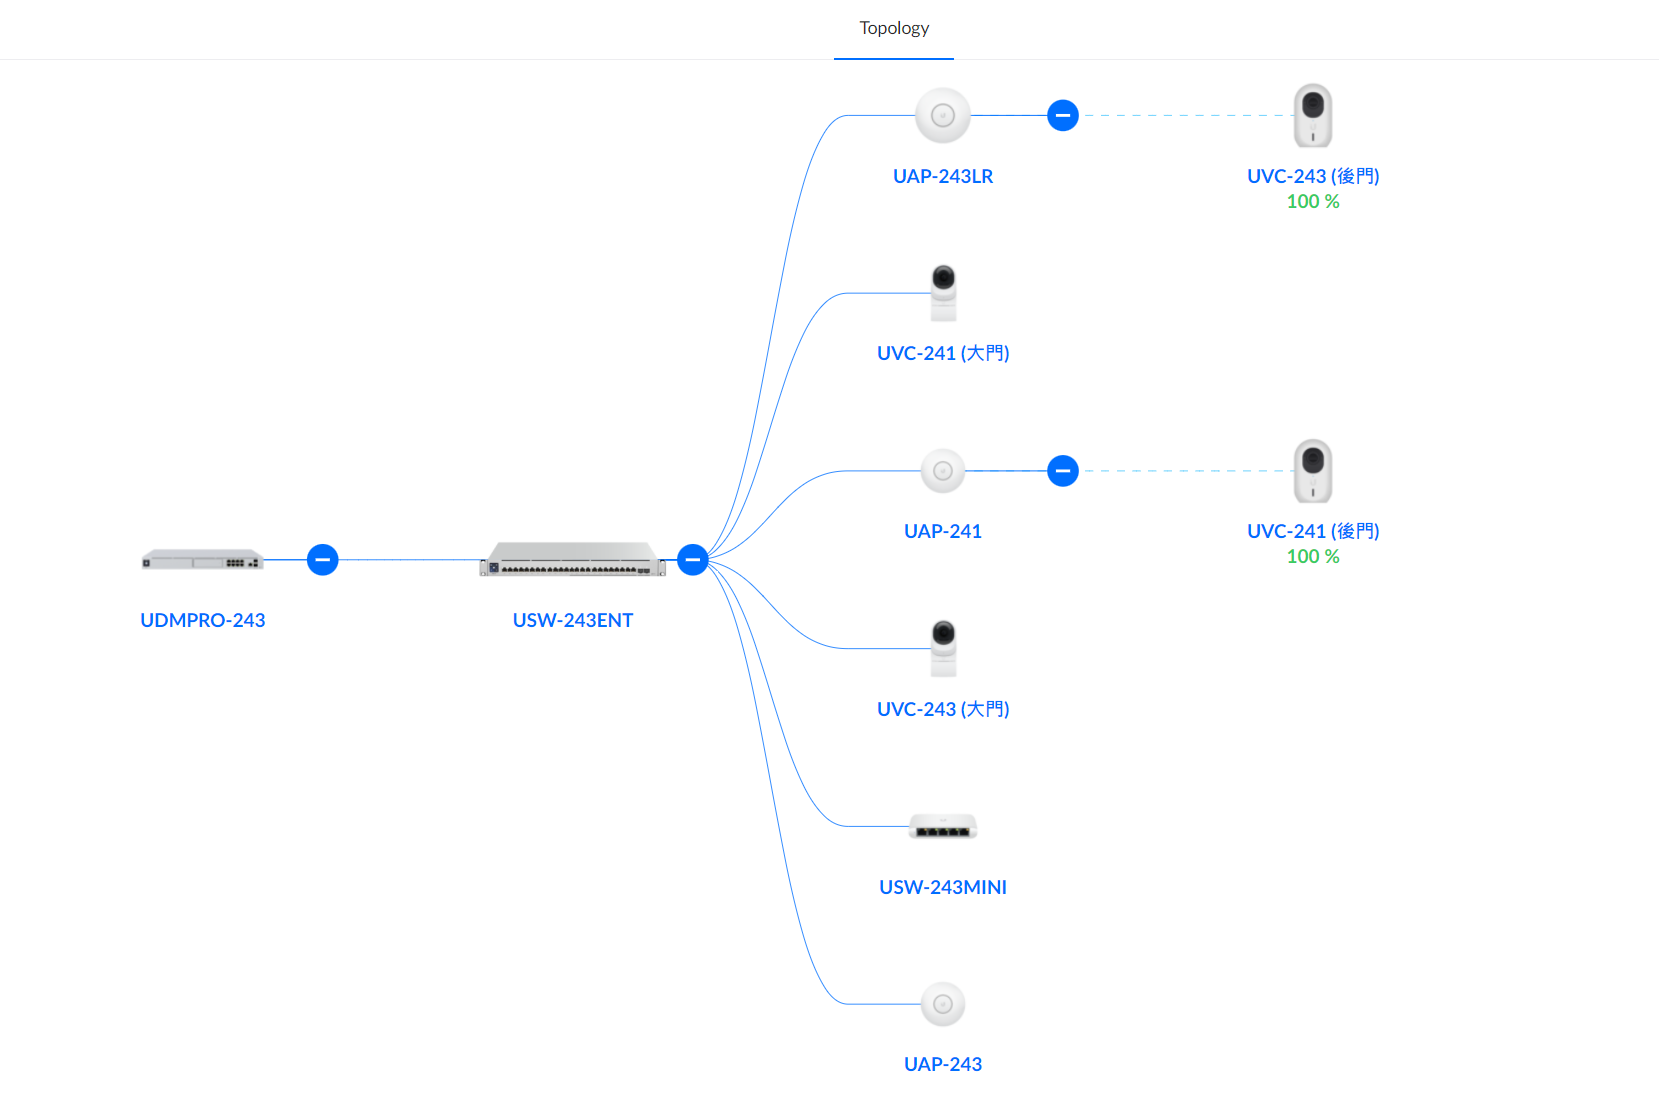 Topology
UAP-243LR
UVC-243 (後門)
100 %
UVC-241 (大門)
UAP-241
UVC-241 (後門)
100 %
UDMPRO-243
USW-243ENT
UVC-243 (大門)
USW-243MINI
UAP-243